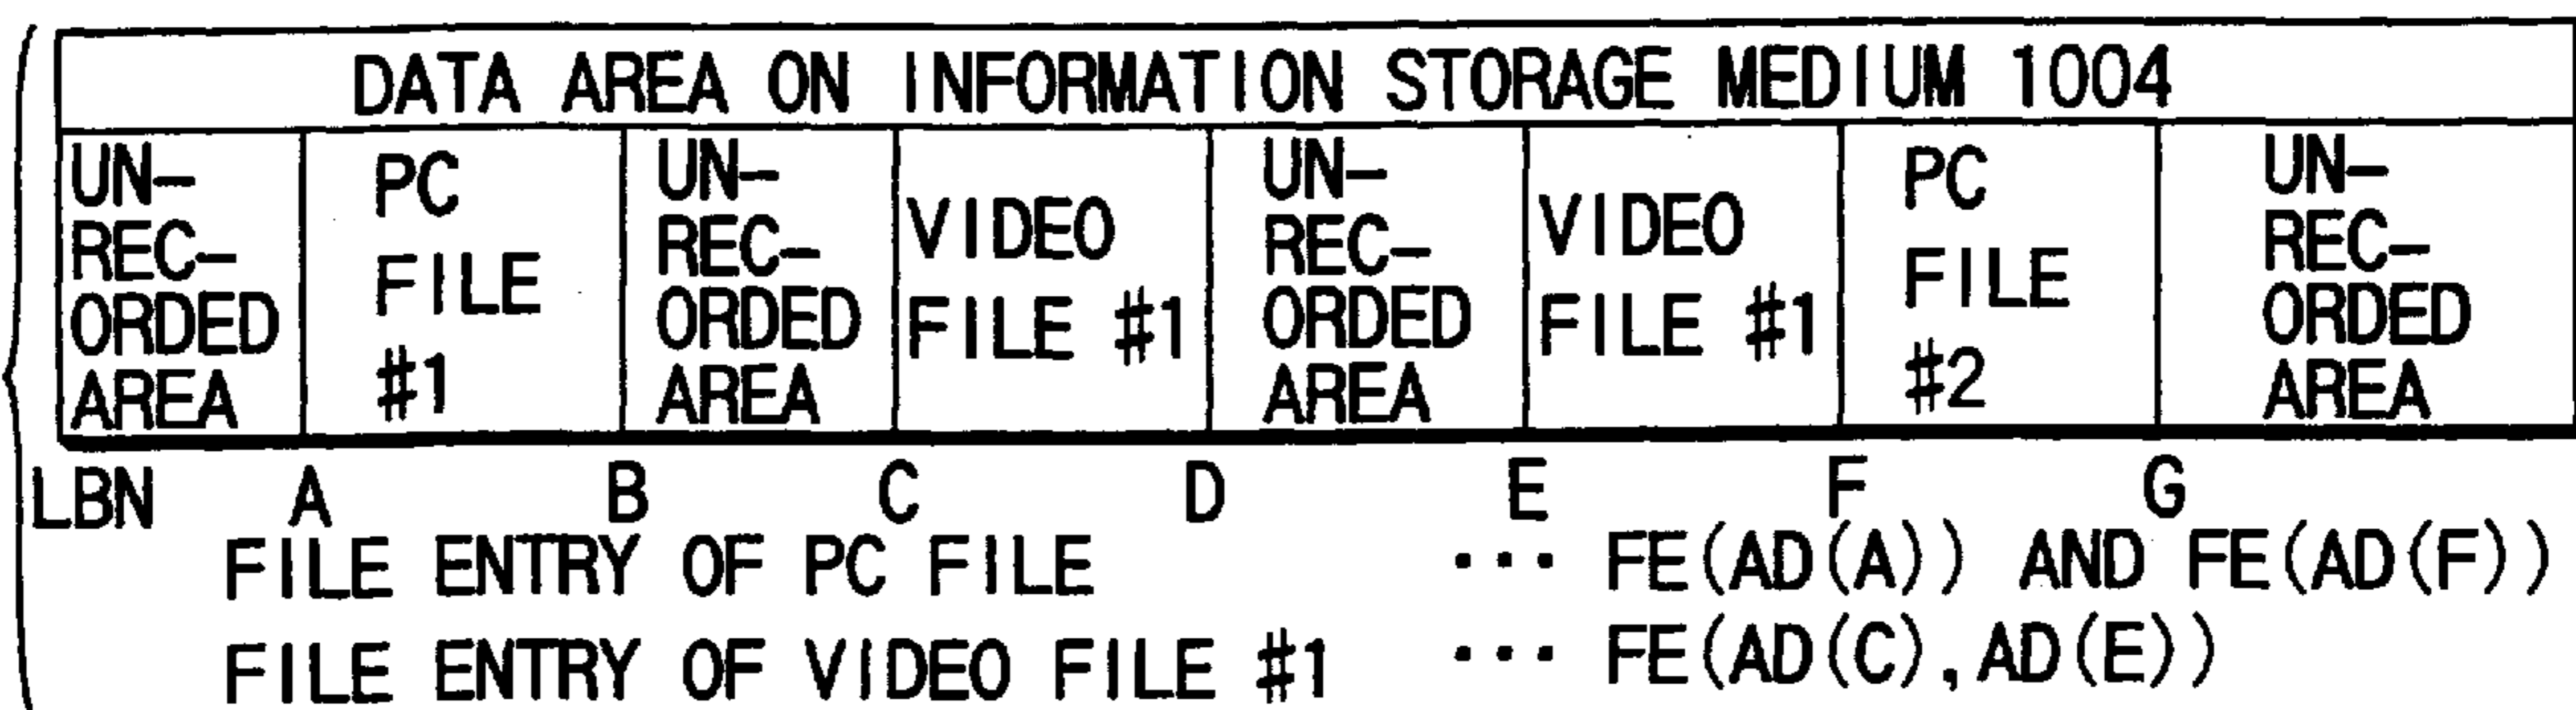 DATA AREA ON INFORMATION STORAGE MEDIUM 1004
UN-
REC-
ORDED
AREA
PC
FILE
#1
UN-
REC-
ORDED
AREA
VIDEO
FILE #1
UN-
REC-
ORDED
AREA
VIDEO
FILE #1
PC
FILE
#2
UN-
REC-
ORDED
AREA
LBN A B C D E F G
FILE ENTRY OF PC FILE ··· FE(AD(A)) AND FE(AD(F))
FILE ENTRY OF VIDEO FILE #1 ··· FE(AD(C),AD(E))